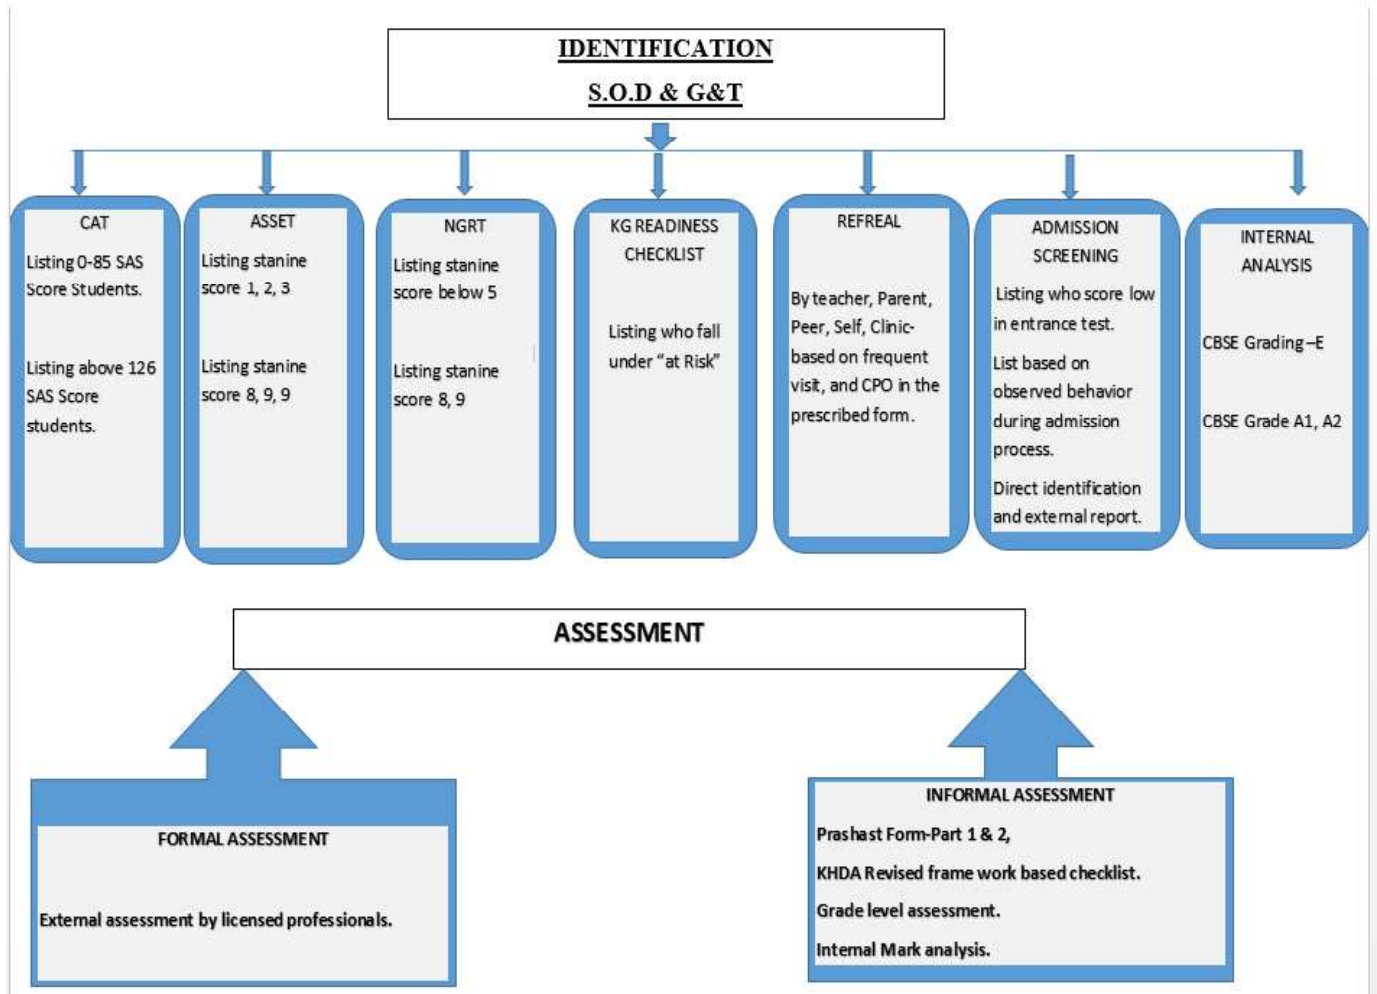 IDENTIFICATION
S.O.D & G&T
CAT
Listing 0-85 SAS
Score Students.
Listing above 126
SAS Score
students.
ASSET
Listing stanine
score 1, 2, 3
Listing stanine
score 8, 9, 9
NGRT
Listing stanine
score below 5
Listing stanine
score 8, 9
KG READINESS
CHECKLIST
Listing who fall
under “at Risk”
REFREAL
By teacher, Parent,
Peer, Self, Clinic-
based on frequent
visit, and CPO in the
prescribed form.
ADMISSION
SCREENING
Listing who score low
in entrance test.
List based on
observed behavior
during admission
process.
Direct identification
and external report.
INTERNAL
ANALYSIS
CBSE Grading –E
CBSE Grade A1, A2
ASSESSMENT
FORMAL ASSESSMENT
External assessment by licensed professionals.
INFORMAL ASSESSMENT
Prashast Form-Part 1 & 2,
KHDA Revised frame work based checklist.
Grade level assessment.
Internal Mark analysis.